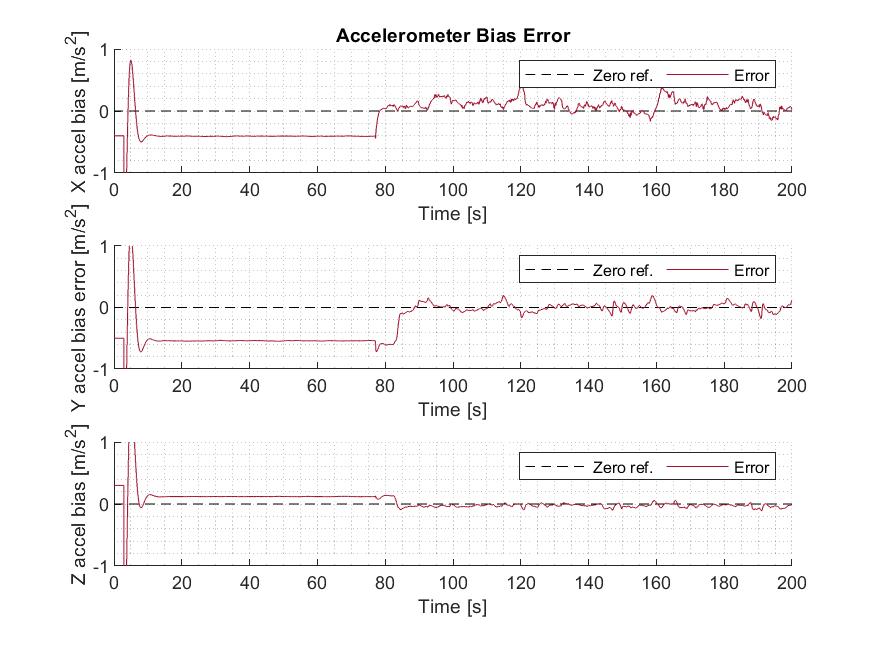 Accelerometer Bias Error
X accel bias [m/s²]
1
0
-1
Zero ref. Error
0 20 40 60 80 100 120 140 160 180 200
Time [s]
Y accel bias error [m/s²]
1
0
-1
Zero ref. Error
0 20 40 60 80 100 120 140 160 180 200
Time [s]
Z accel bias [m/s²]
1
0
-1
Zero ref. Error
0 20 40 60 80 100 120 140 160 180 200
Time [s]